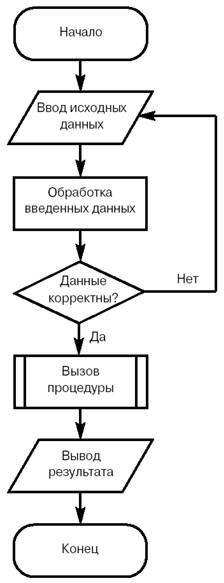 Начало
Ввод исходных
данных
Обработка
введенных данных
Данные
корректны?
Нет
Да
Вызов
процедуры
Вывод
результата
Конец